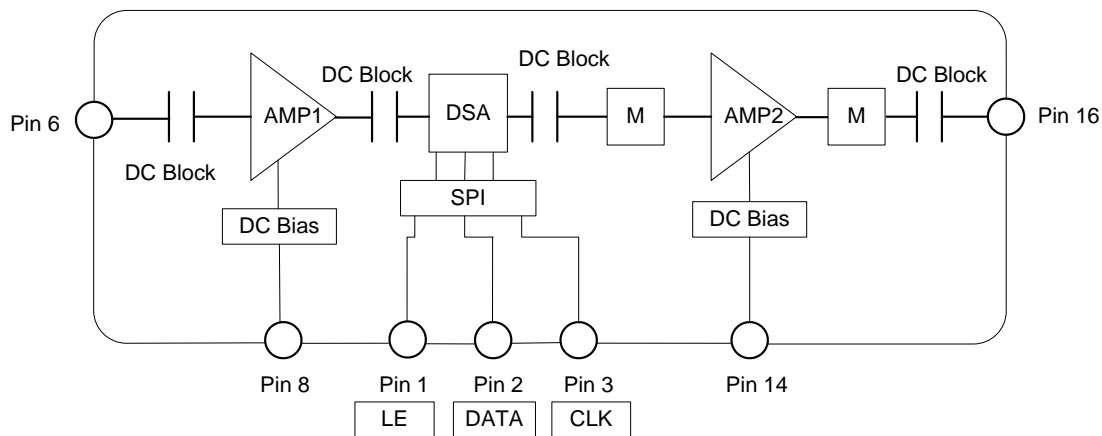 DC Block
DC Block
DC Block
AMP1
DSA
M
AMP2
M
Pin 6
Pin 16
DC Block
SPI
DC Bias
DC Bias
Pin 8
Pin 1
Pin 2
Pin 3
Pin 14
LE
DATA
CLK